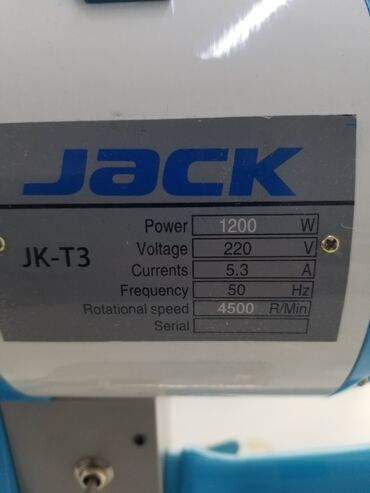 JACK
JK-T3
Power 1200 W
Voltage 220 V
Currents 5.3 A
Frequency 50 Hz
Rotational speed 4500 R/Min
Serial